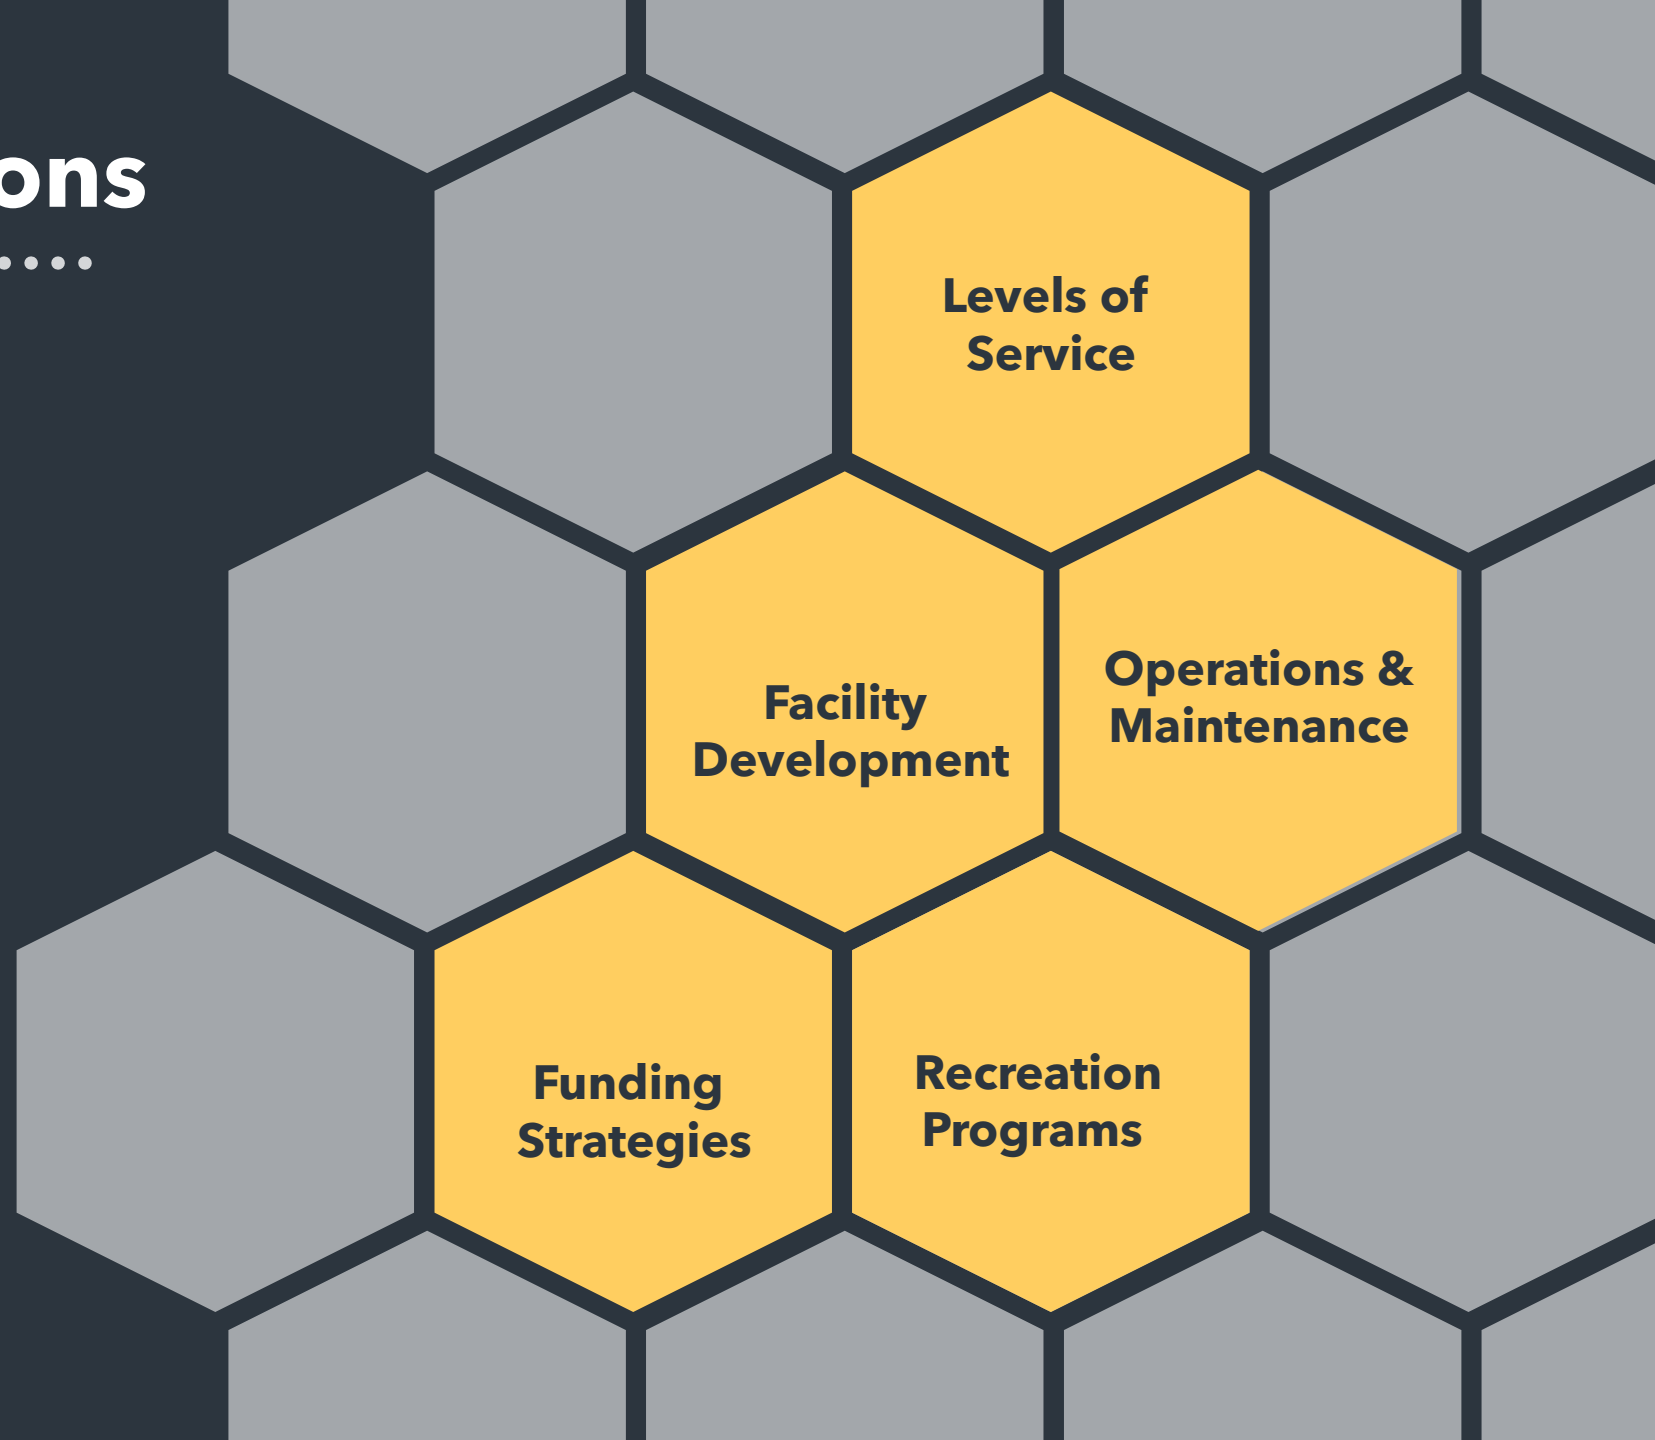 ons
Levels of
Service
Facility
Development
Operations &
Maintenance
Funding
Strategies
Recreation
Programs